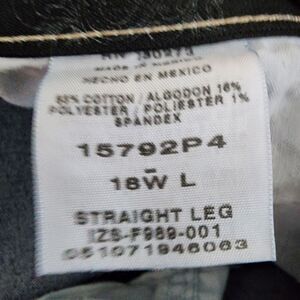 MADE IN MEXICO
HECHO EN MEXICO
COTTON / ALGODON 16%
POLYESTER / POLIESTER 1%
SPANDEX
15792P4
-
18W L
STRAIGHT LEG
IZS-F989-001
051071946063